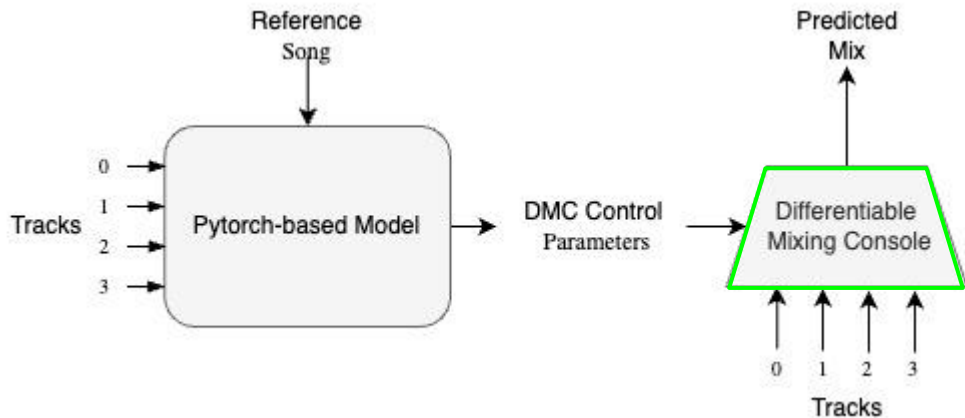 Reference
Song
Predicted
Mix
0
1
Tracks
2
3
Pytorch-based Model
DMC Control
Parameters
Differentiable
Mixing Console
0 1 2 3
Tracks